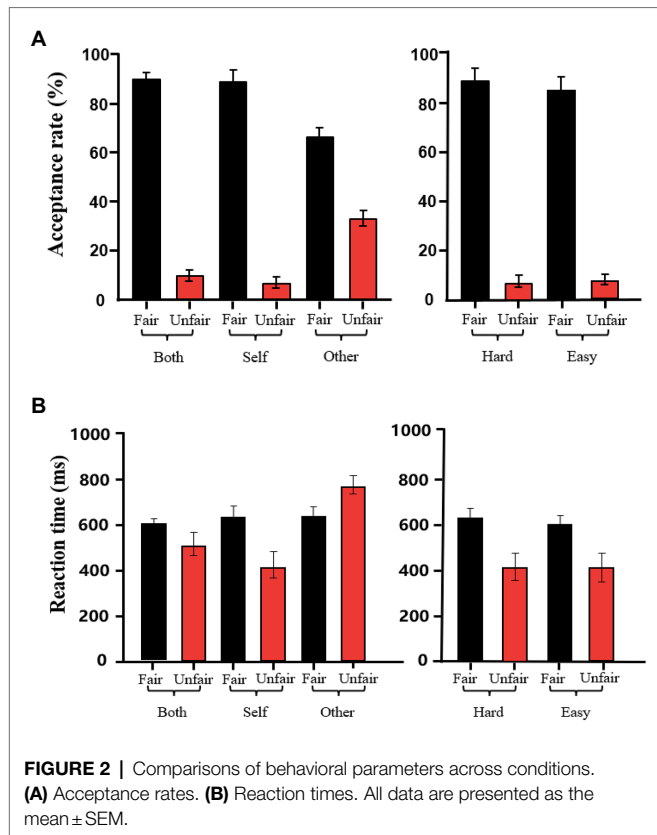 A
Acceptance rate (%)
100
80
60
40
20
0
Fair Unfair Fair Unfair Fair Unfair
Both Self Other
100
80
60
40
20
0
Fair Unfair Fair Unfair
Hard Easy
B
Reaction time (ms)
1000
800
600
400
200
0
Fair Unfair Fair Unfair Fair Unfair
Both Self Other
1000
800
600
400
200
0
Fair Unfair Fair Unfair
Hard Easy
FIGURE 2 | Comparisons of behavioral parameters across conditions.
(A) Acceptance rates. (B) Reaction times. All data are presented as the
mean ± SEM.